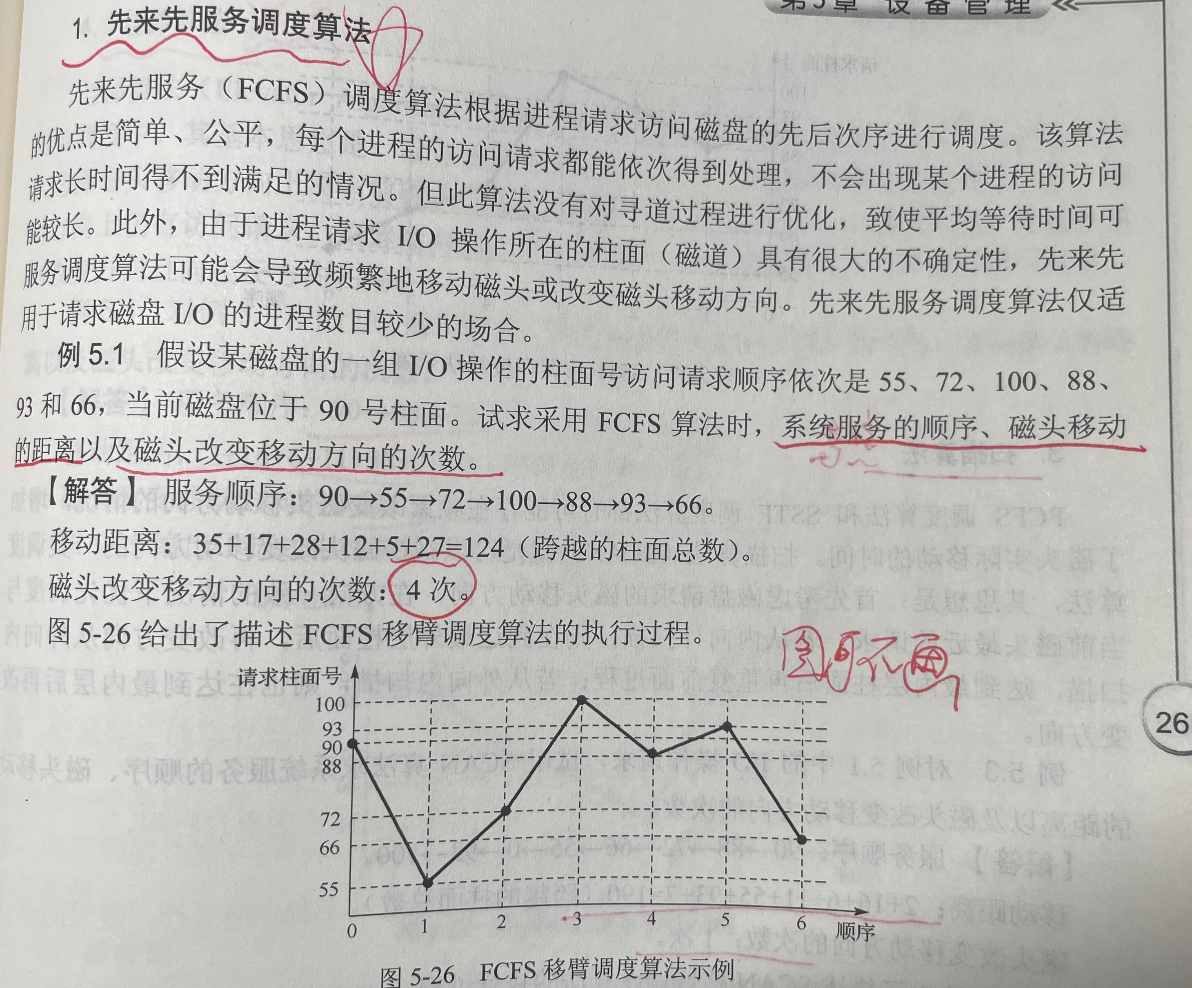 第5章 设备管理
1. 先来先服务调度算法
先来先服务（FCFS）调度算法根据进程请求访问磁盘的先后次序进行调度。该算法
的优点是简单、公平，每个进程的访问请求都能依次得到处理，不会出现某个进程的访问
请求长时间得不到满足的情况。但此算法没有对寻道过程进行优化，致使平均等待时间可
能较长。此外，由于进程请求 I/O 操作所在的柱面（磁道）具有很大的不确定性，先来先
服务调度算法可能会导致频繁地移动磁头或改变磁头移动方向。先来先服务调度算法仅适
用于请求磁盘 I/O 的进程数目较少的场合。
例 5.1 假设某磁盘的一组 I/O 操作的柱面号访问请求顺序依次是 55、72、100、88、
93 和 66，当前磁盘位于 90 号柱面。试求采用 FCFS 算法时，系统服务的顺序、磁头移动
的距离以及磁头改变移动方向的次数。
【解答】 服务顺序：90→55→72→100→88→93→66。
移动距离：35+17+28+12+5+27=124（跨越的柱面总数）。
磁头改变移动方向的次数：4 次。
图 5-26 给出了描述 FCFS 移臂调度算法的执行过程。
请求柱面号
100
93
90
88
72
66
55
0 1 2 3 4 5 6 顺序
图 5-26 FCFS 移臂调度算法示例
26